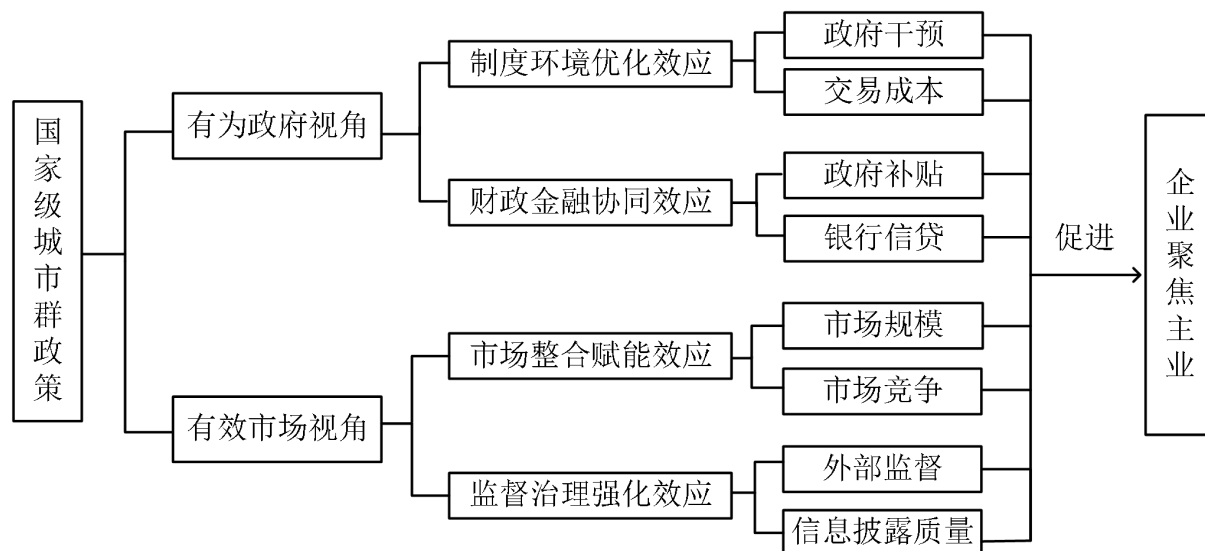 国家级城市群政策
有为政府视角
制度环境优化效应
政府干预
交易成本
财政金融协同效应
政府补贴
银行信贷
有效市场视角
市场整合赋能效应
市场规模
市场竞争
监督治理强化效应
外部监督
信息披露质量
促进
企业聚焦主业